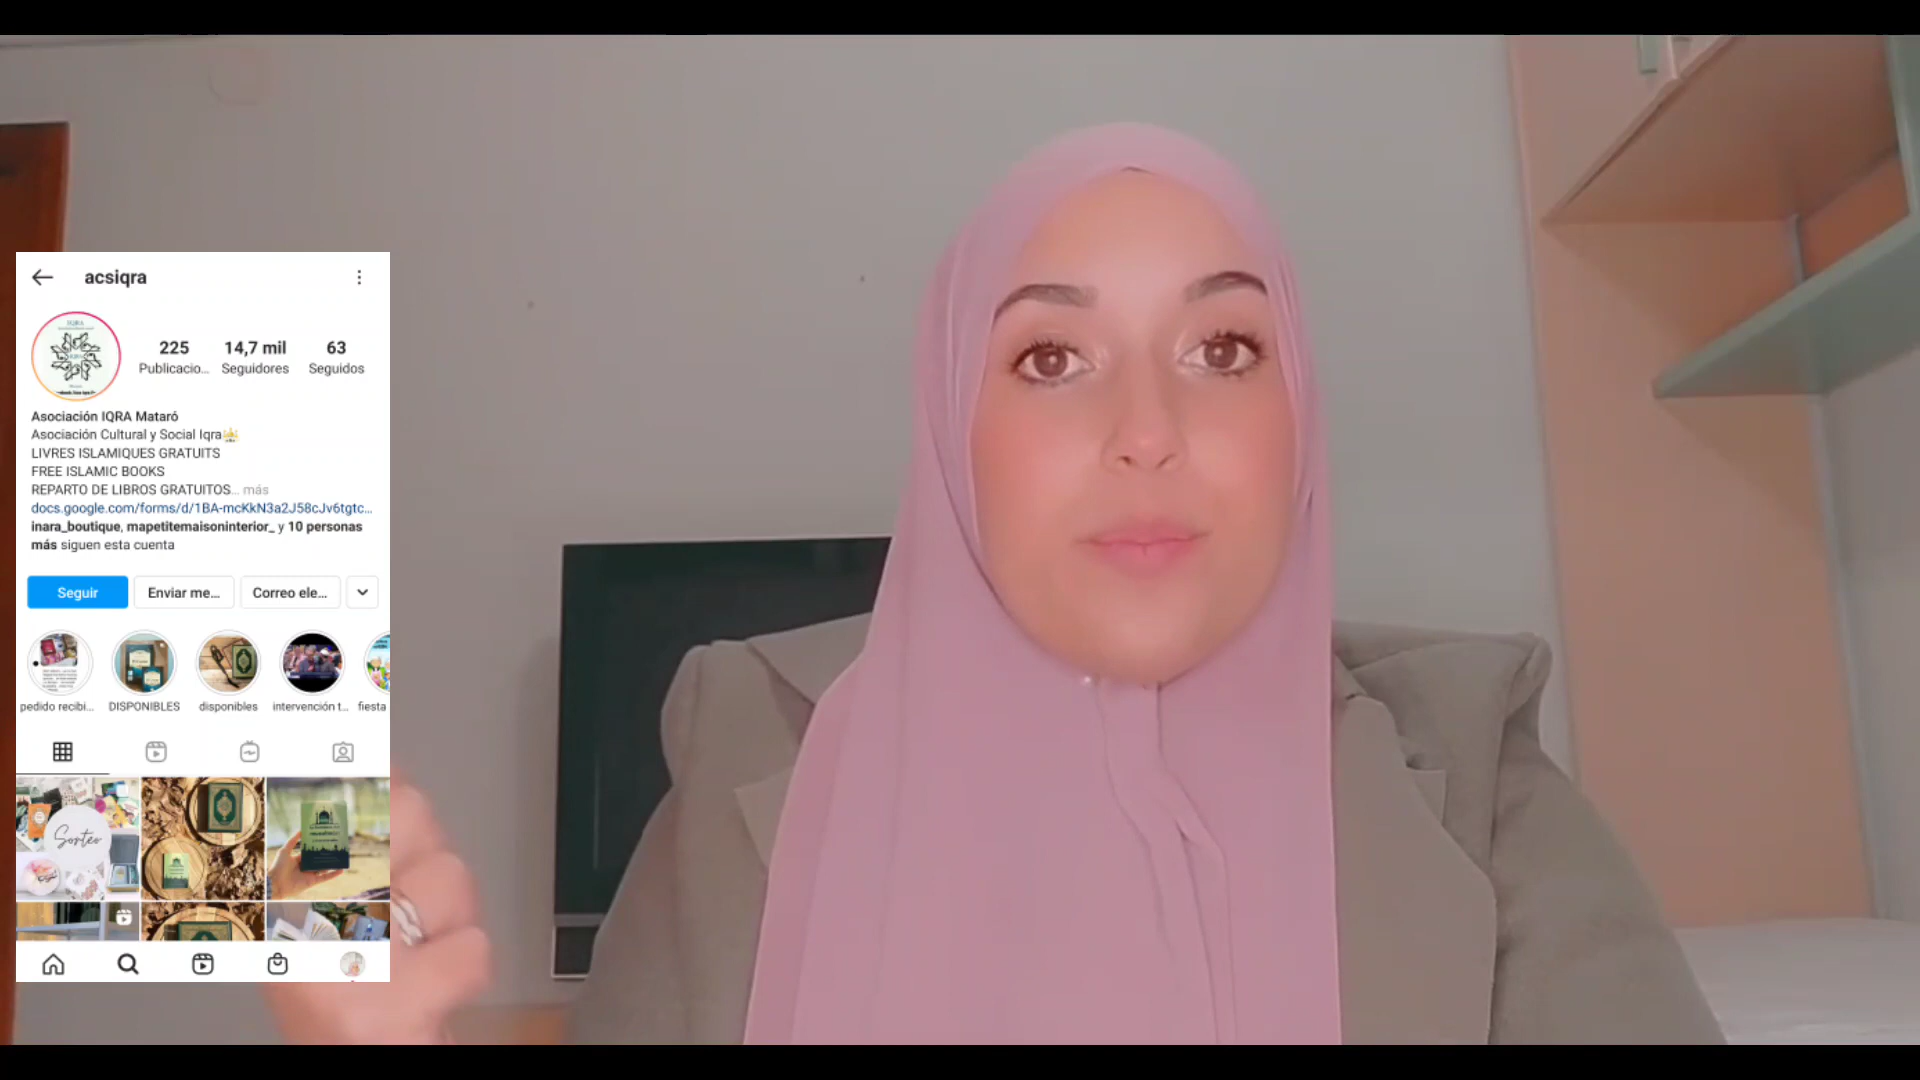 acsiqra
225
14,7 mil
63
Publicacio...
Seguidores
Seguidos
Asociación IQRA Mataró
Asociación Cultural y Social Iqra
LIVRES ISLAMIQUES GRATUITS
FREE ISLAMIC BOOKS
REPARTO DE LIBROS GRATUITOS... más
docs.google.com/forms/d/1BA-mcKkN3a2J58cJv6tgtc...
inara_boutique, mapetitemaisoninterior_ y 10 personas
más siguen esta cuenta
Seguir
Enviar me...
Correo ele...
pedido recibi...
DISPONIBLES
disponibles
intervención t...
fiesta
Sorteo